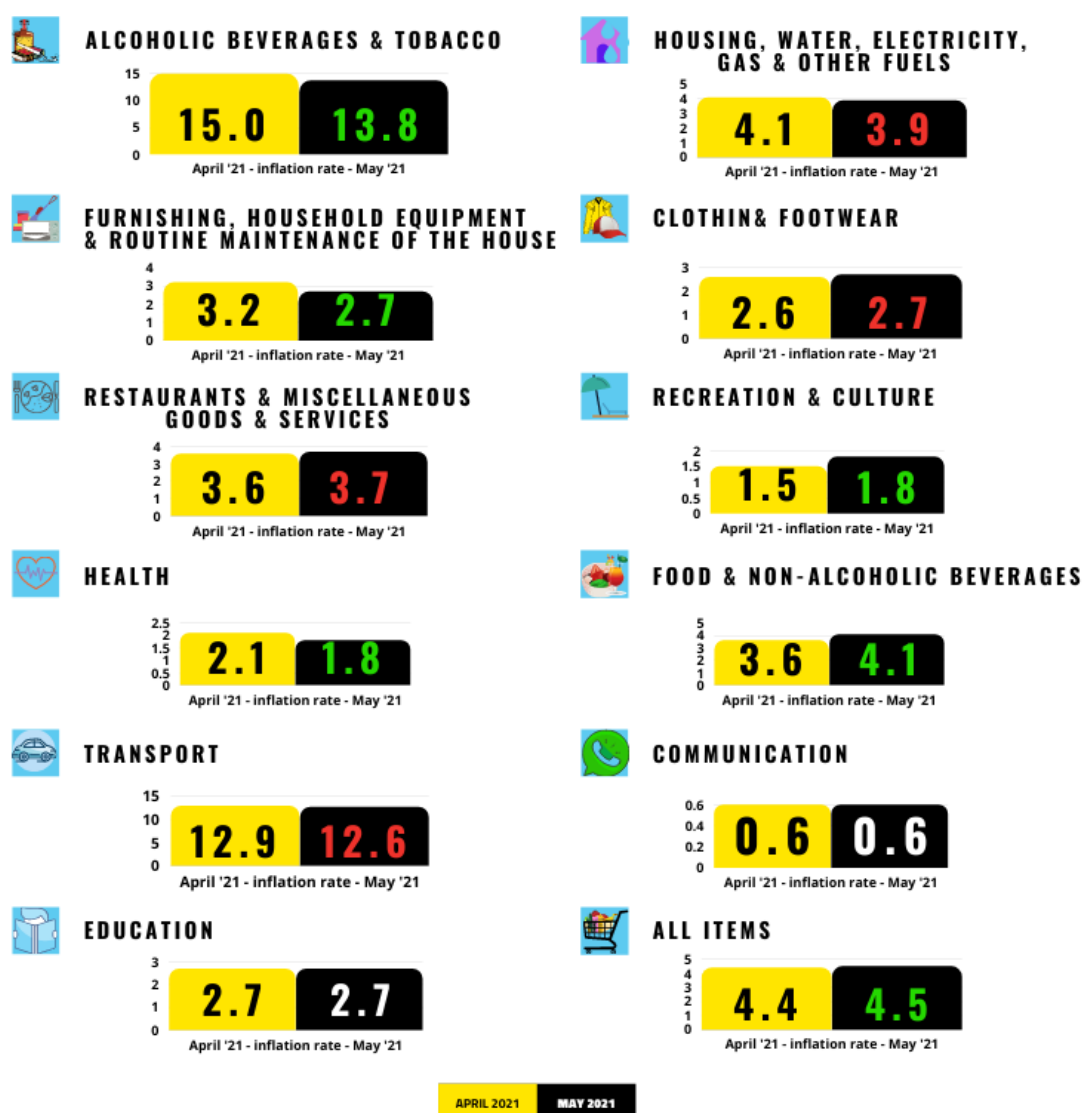 ALCOHOLIC BEVERAGES & TOBACCO
15
10
5
0
15.0
13.8
April '21 - inflation rate - May '21
HOUSING, WATER, ELECTRICITY,
GAS & OTHER FUELS
5
4
3
2
1
0
4.1
3.9
April '21 - inflation rate - May '21
FURNISHING, HOUSEHOLD EQUIPMENT
& ROUTINE MAINTENANCE OF THE HOUSE
4
3
2
1
0
3.2
2.7
April '21 - inflation rate - May '21
CLOTHIN& FOOTWEAR
3
2
1
0
2.6
2.7
April '21 - inflation rate - May '21
RESTAURANTS & MISCELLANEOUS
GOODS & SERVICES
4
3
2
1
0
3.6
3.7
April '21 - inflation rate - May '21
RECREATION & CULTURE
2
1.5
1
0.5
0
1.5
1.8
April '21 - inflation rate - May '21
HEALTH
2.5
2
1.5
1
0.5
0
2.1
1.8
April '21 - inflation rate - May '21
FOOD & NON-ALCOHOLIC BEVERAGES
5
4
3
2
1
0
3.6
4.1
April '21 - inflation rate - May '21
TRANSPORT
15
10
5
0
12.9
12.6
April '21 - inflation rate - May '21
COMMUNICATION
0.6
0.4
0.2
0
0.6
0.6
April '21 - inflation rate - May '21
EDUCATION
3
2
1
0
2.7
2.7
April '21 - inflation rate - May '21
ALL ITEMS
5
4
3
2
1
0
4.4
4.5
April '21 - inflation rate - May '21
APRIL 2021
MAY 2021